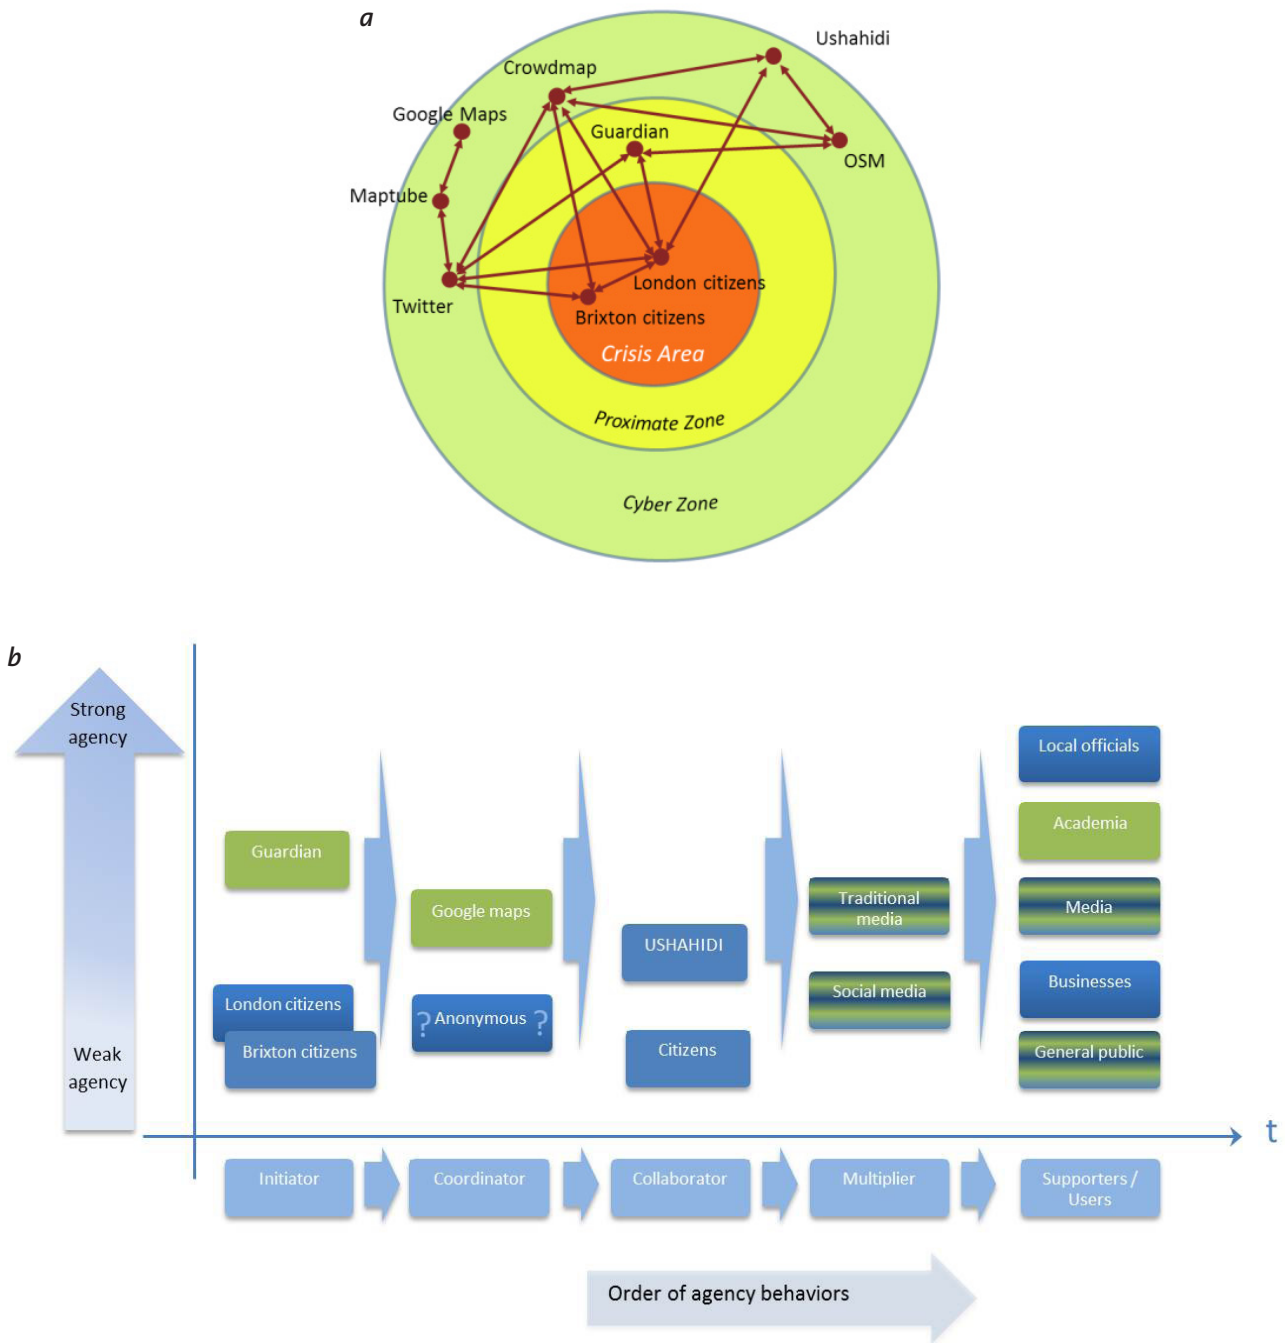 a
Ushahidi
Crowdmap
Google Maps
Guardian
OSM
Maptube
London citizens
Twitter
Brixton citizens
Crisis Area
Proximate Zone
Cyber Zone
b
Strong
agency
Weak
agency
Guardian
London citizens
Brixton citizens
Google maps
? Anonymous ?
USHAHIDI
Citizens
Traditional
media
Social media
Local officials
Academia
Media
Businesses
General public
t
Initiator
Coordinator
Collaborator
Multiplier
Supporters /
Users
Order of agency behaviors